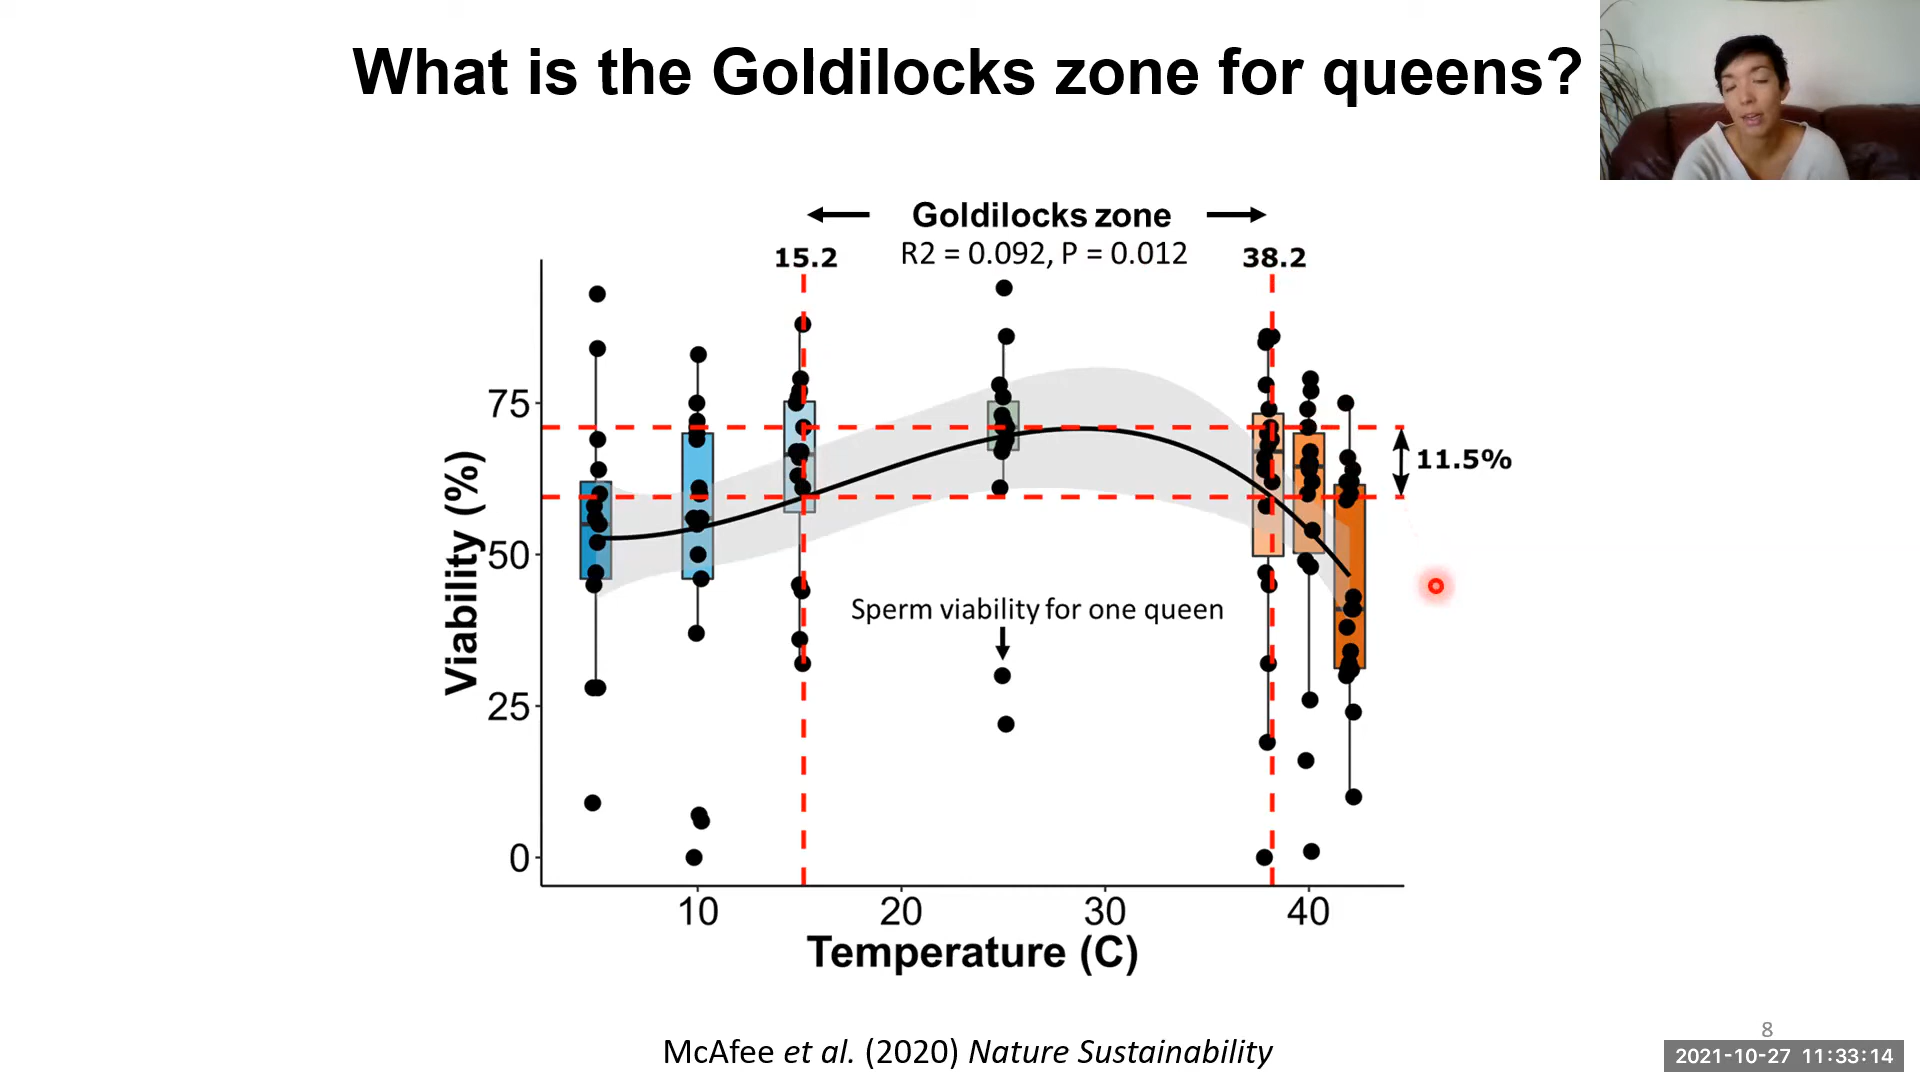 What is the Goldilocks zone for queens?
Goldilocks zone
15.2
R2 = 0.092, P = 0.012
38.2
75
11.5%
50
Sperm viability for one queen
25
0
Viability (%)
10
20
30
40
Temperature (C)
McAfee et al. (2020) Nature Sustainability
8
2021-10-27 11:33:14